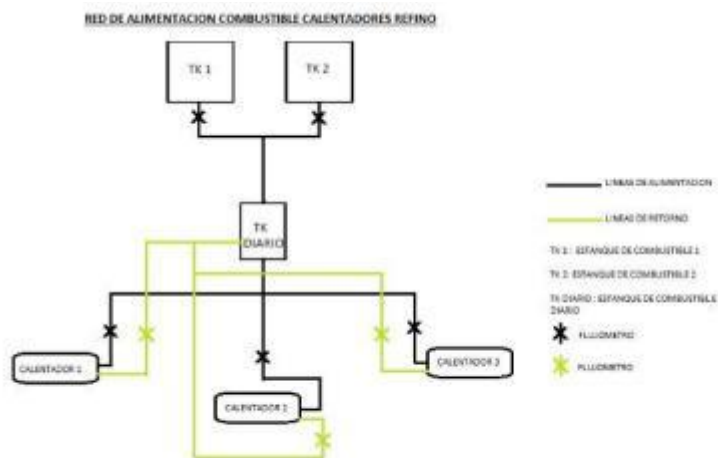 RED DE ALIMENTACION COMBUSTIBLE CALENTADORES REFINO
TK 1
TK 2
TK
DIARIO
CALENTADOR 1
CALENTADOR 2
CALENTADOR 3
LINEAS DE ALIMENTACION
LINEAS DE RETORNO
TK 1 : ESTANQUE DE COMBUSTIBLE 1
TK 2: ESTANQUE DE COMBUSTIBLE 2
TK DIARIO : ESTANQUE DE COMBUSTIBLE
DIARIO
FLUJOMETRO
FLUJOMETRO